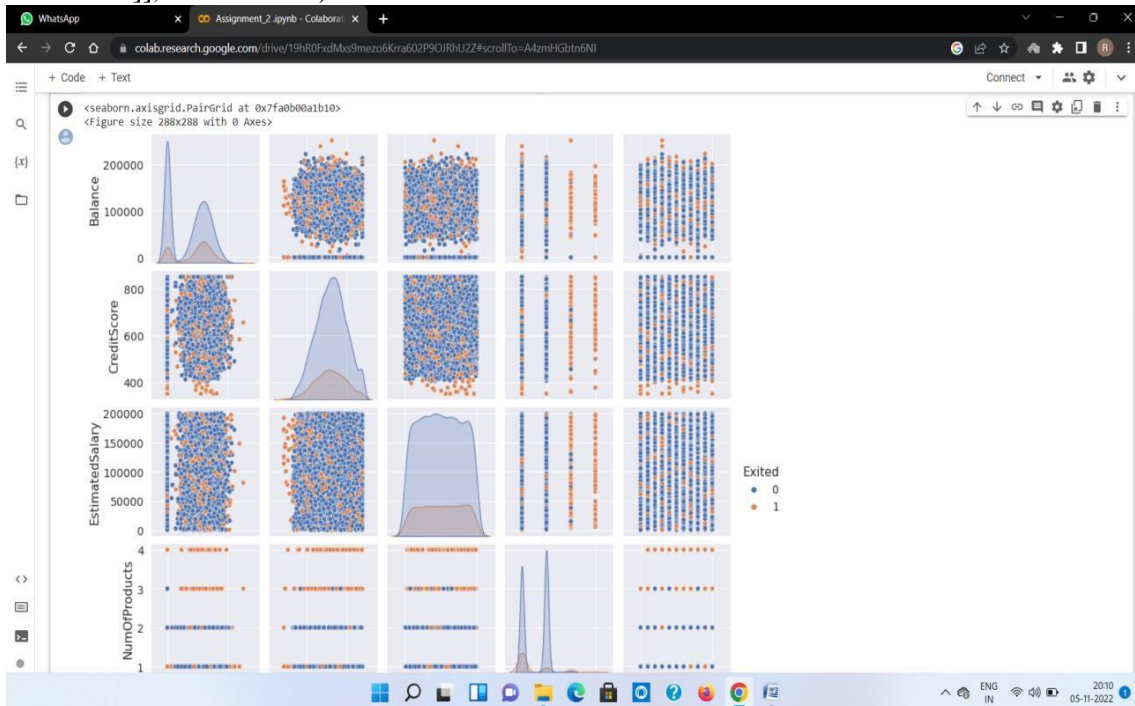 WhatsApp
Assignment_2 .ipynb - Colaborat
colab.research.google.com/drive/19hR0FxdMxs9mezo6Krra602P9OJRhU2Z#scrollTo=A4zmHGbtn6NI
R
+ Code + Text
Connect
<seaborn.axisgrid.PairGrid at 0x7fa0b00a1b10>
<Figure size 288x288 with 0 Axes>
{x}
Balance
200000
100000
0
CreditScore
800
600
400
EstimatedSalary
200000
150000
100000
50000
0
Exited
0
1
NumOfProducts
4
3
2
1
ENG
IN
20:10
05-11-2022
1